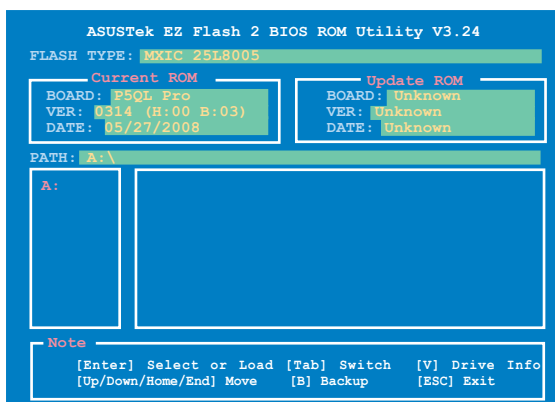 ASUSTek EZ Flash 2 BIOS ROM Utility V3.24
FLASH TYPE: MXIC 25L8005
Current ROM
BOARD: P5QL Pro
VER: 0314 (H:00 B:03)
DATE: 05/27/2008
Update ROM
BOARD: Unknown
VER: Unknown
DATE: Unknown
PATH: A:\
A:
Note
[Enter] Select or Load [Tab] Switch [V] Drive Info
[Up/Down/Home/End] Move [B] Backup [ESC] Exit